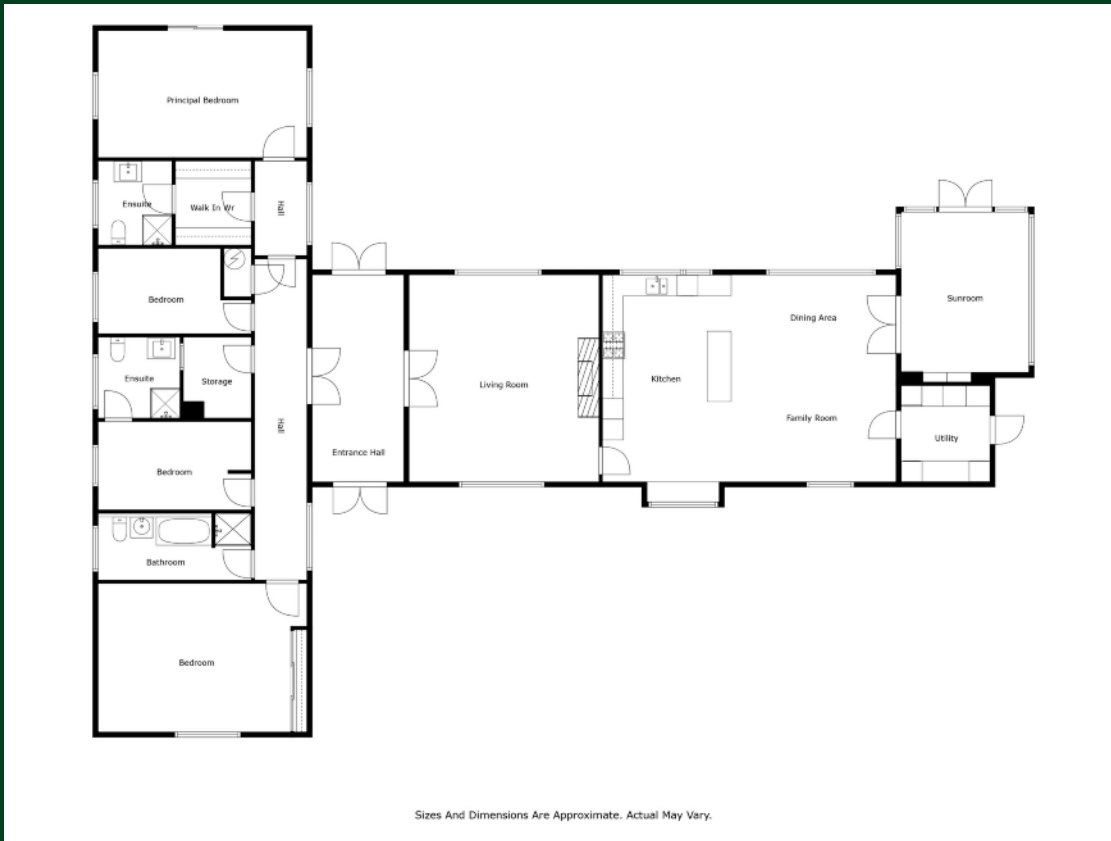 Principal Bedroom
Ensuite
Walk In Wr
Hall
Bedroom
Sunroom
Dining Area
Ensuite
Storage
Living Room
Kitchen
Family Room
Hall
Entrance Hall
Utility
Bedroom
Bathroom
Bedroom
Sizes And Dimensions Are Approximate. Actual May Vary.